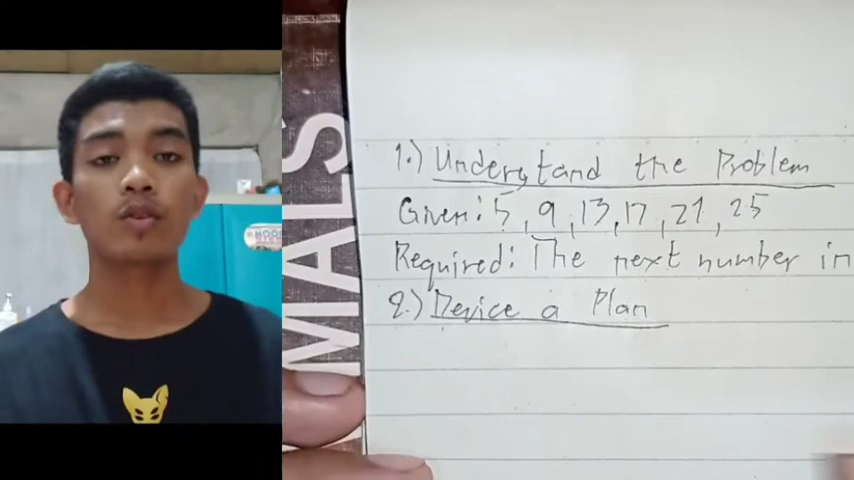 MALS
1.) Understand the Problem
Given: 5, 9, 13, 17, 21, 25
Required: The next number in
2.) Device a Plan